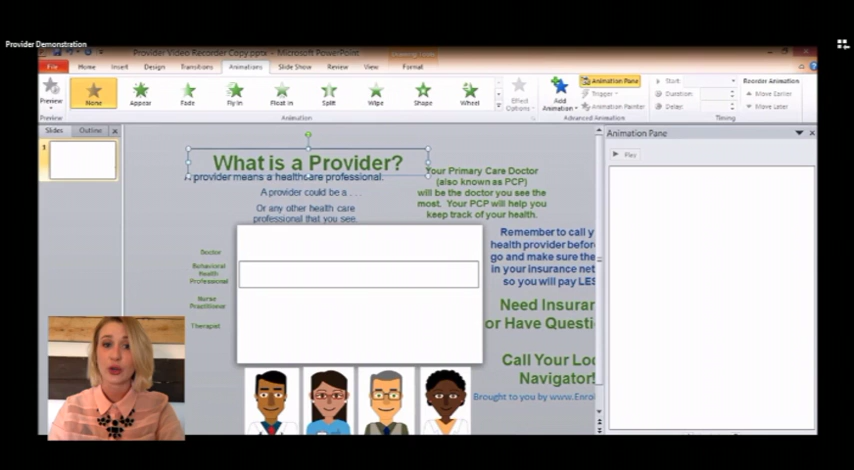 Provider Demonstration
Provider Video Recorder Copy.pptx - Microsoft PowerPoint
File Home Insert Design Transitions Animations Slide Show Review View Format
Preview
None Appear Fade Fly In Float In Split Wipe Shape Wheel
Effect Options
Add Animation
Animation Pane
Trigger
Animation Painter
Start:
Duration:
Delay:
Reorder Animation
Move Earlier
Move Later
Preview Animation Advanced Animation Timing
Slides Outline
1
Animation Pane
Play
What is a Provider?
A provider means a healthcare professional.
A provider could be a . . .
Or any other health care
professional that you see.
Your Primary Care Doctor
(also known as PCP)
will be the doctor you see the
most. Your PCP will help you
keep track of your health.
Doctor
Behavioral
Health
Professional
Nurse
Practitioner
Therapist
Remember to call y
health provider before
go and make sure the
in your insurance net
so you will pay LES
Need Insuran
or Have Questi
Call Your Loc
Navigator!
Brought to you by www.Enrol